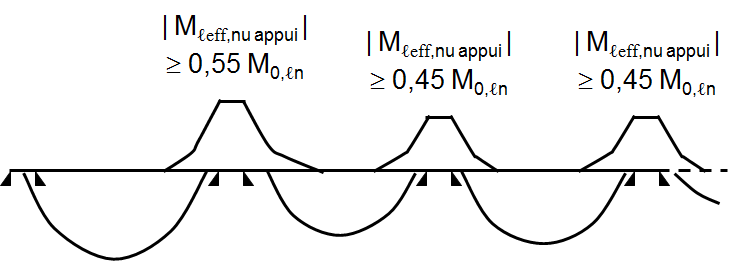 | Mℓeff,nu appui |
≥ 0,55 M0,ℓn
| Mℓeff,nu appui |
≥ 0,45 M0,ℓn
| Mℓeff,nu appui |
≥ 0,45 M0,ℓn